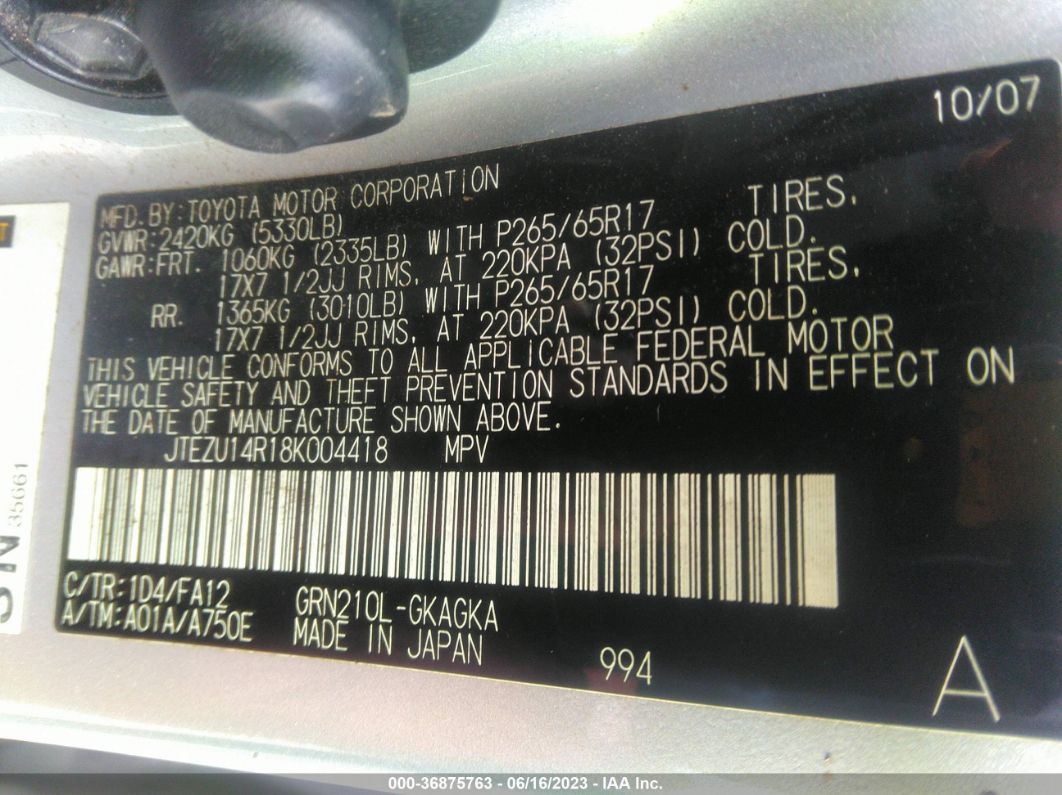 10/07
MFD. BY: TOYOTA MOTOR CORPORATION
GVWR: 2420KG (5330LB)
GAWR: FRT. 1060KG (2335LB) WITH P265/65R17 TIRES,
17X7 1/2JJ RIMS, AT 220KPA (32PSI) COLD.
RR. 1365KG (3010LB) WITH P265/65R17 TIRES,
17X7 1/2JJ RIMS, AT 220KPA (32PSI) COLD.
THIS VEHICLE CONFORMS TO ALL APPLICABLE FEDERAL MOTOR
VEHICLE SAFETY AND THEFT PREVENTION STANDARDS IN EFFECT ON
THE DATE OF MANUFACTURE SHOWN ABOVE.
JTEZU14R18K004418 MPV
C/TR: 1D4/FA12
A/TM: A01A/A750E
GRN210L-GKAGKA
MADE IN JAPAN
994
A
35661
000-36875763 - 06/16/2023 - IAA Inc.